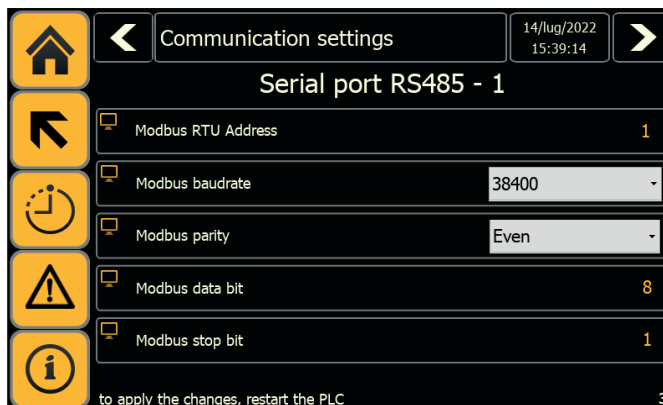 Communication settings
14/lug/2022
15:39:14
Serial port RS485 - 1
Modbus RTU Address 1
Modbus baudrate 38400
Modbus parity Even
Modbus data bit 8
Modbus stop bit 1
to apply the changes, restart the PLC